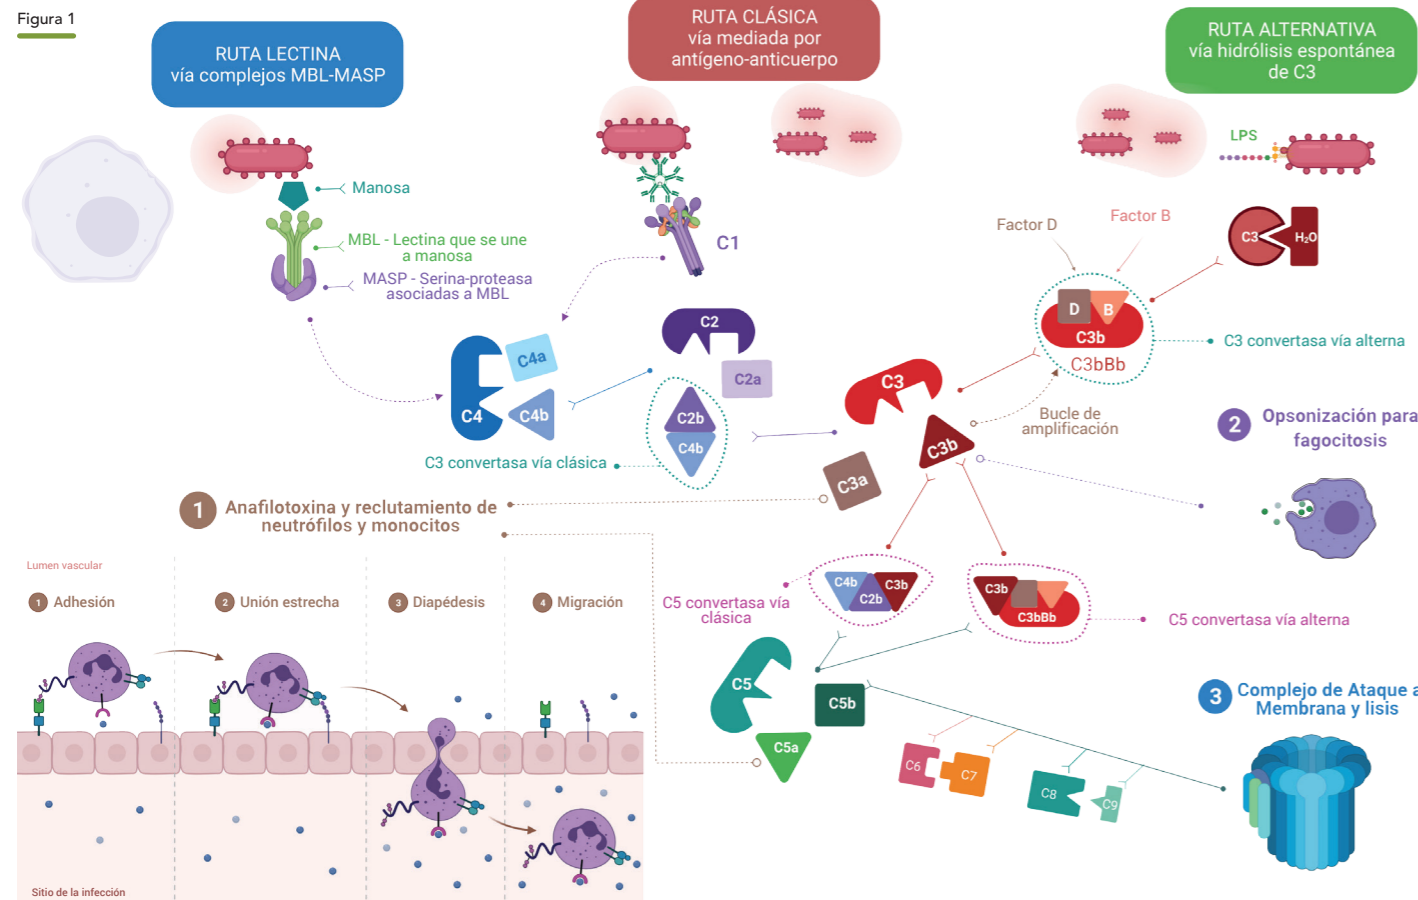 Figura 1
RUTA LECTINA
vía complejos MBL-MASP
RUTA CLÁSICA
vía mediada por
antígeno-anticuerpo
RUTA ALTERNATIVA
vía hidrólisis espontánea
de C3
LPS
Manosa
MBL - Lectina que se une
a manosa
MASP - Serina-proteasa
asociadas a MBL
C1
Factor D
Factor B
C3
H₂O
D
B
C3b
C3bBb
C3 convertasa vía alterna
C2
C2a
C4a
C4
C4b
C2b
C4b
C3 convertasa vía clásica
C3
C3b
C3a
Bucle de
amplificación
2
Opsonización para
fagocitosis
1
Anafilotoxina y reclutamiento de
neutrófilos y monocitos
Lumen vascular
1 Adhesión
2 Unión estrecha
3 Diapédesis
4 Migración
Sitio de la infección
C4b
C2b
C3b
C5 convertasa vía
clásica
C3b
C3bBb
C5 convertasa vía alterna
C5
C5b
C5a
C6
C7
C8
C9
3
Complejo de Ataque a
Membrana y lisis